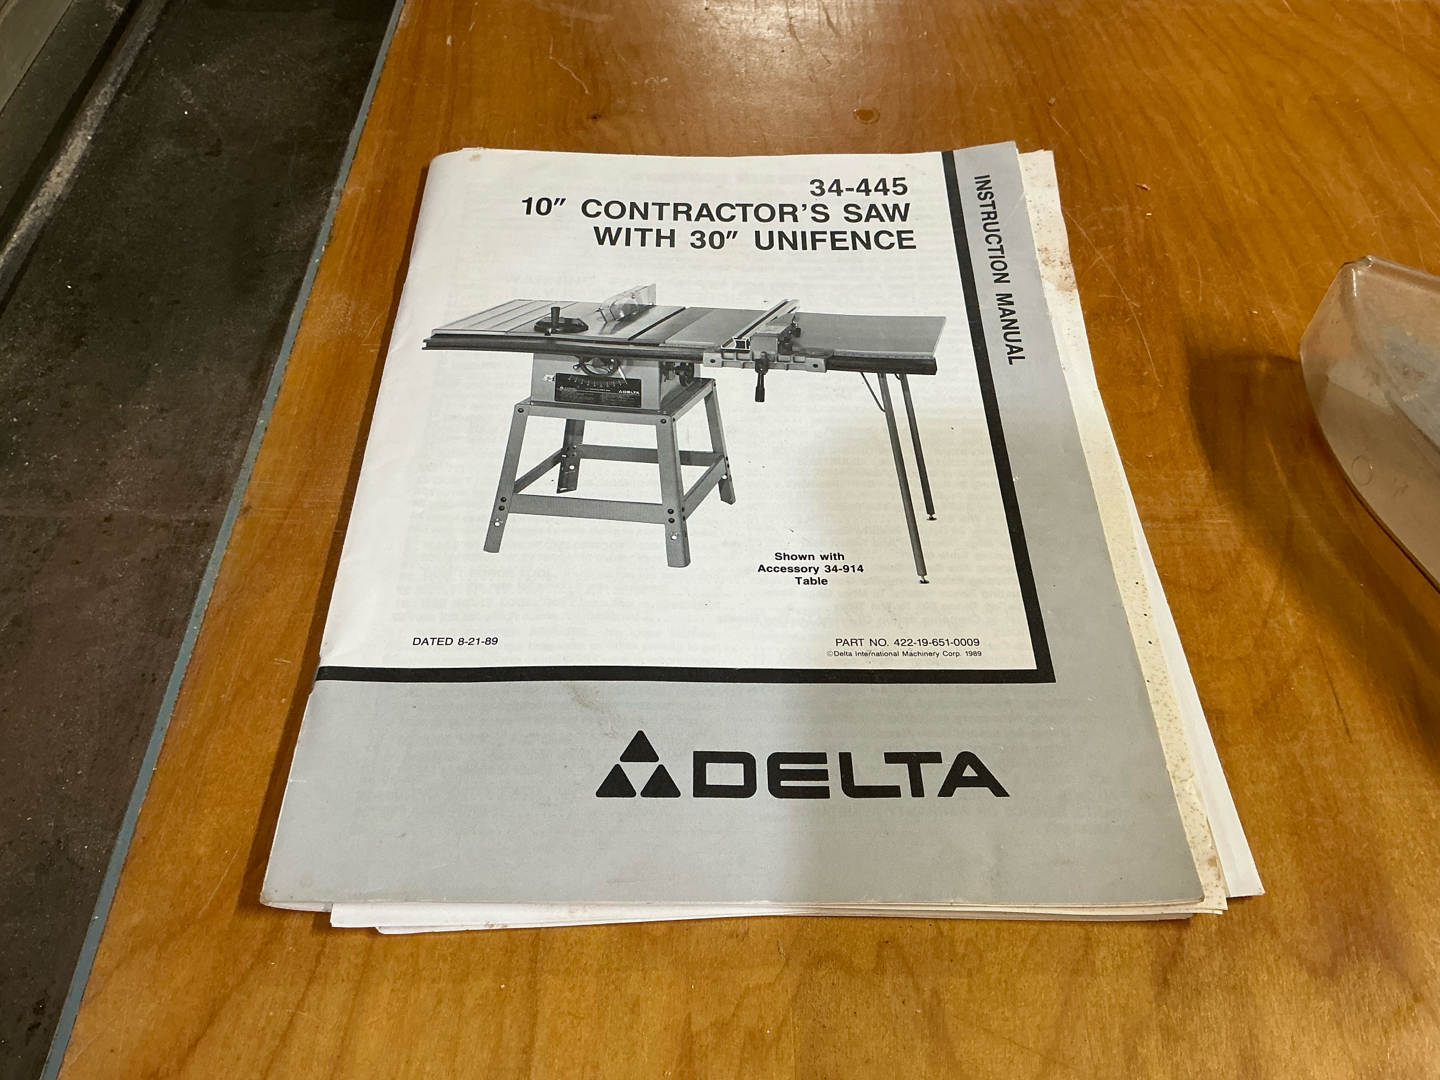 34-445
10″ CONTRACTOR'S SAW
WITH 30″ UNIFENCE
INSTRUCTION MANUAL
DELTA
Shown with
Accessory 34-914
Table
DATED 8-21-89
PART NO. 422-19-651-0009
©Delta International Machinery Corp. 1989
DELTA